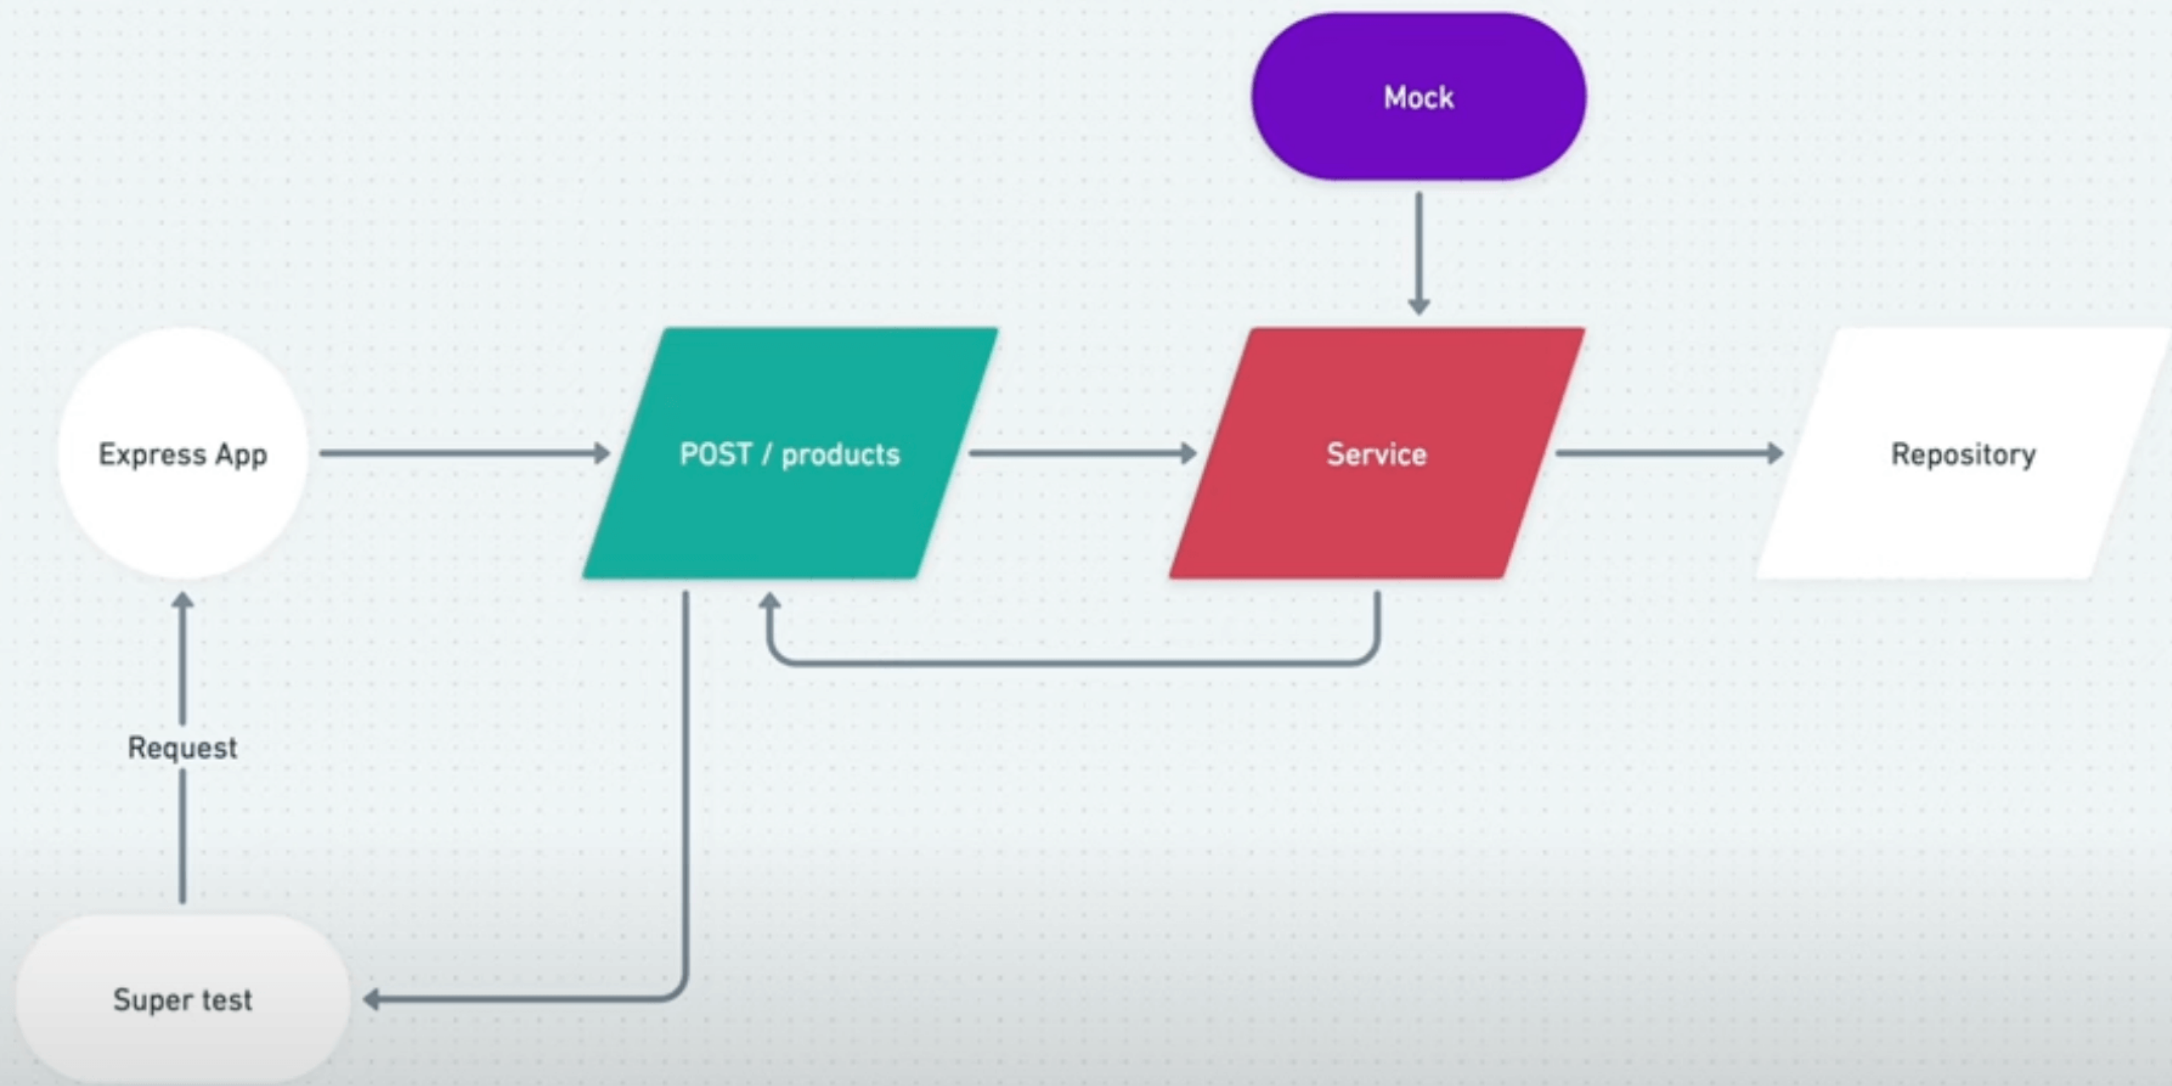 Mock
Express App
POST / products
Service
Repository
Request
Super test